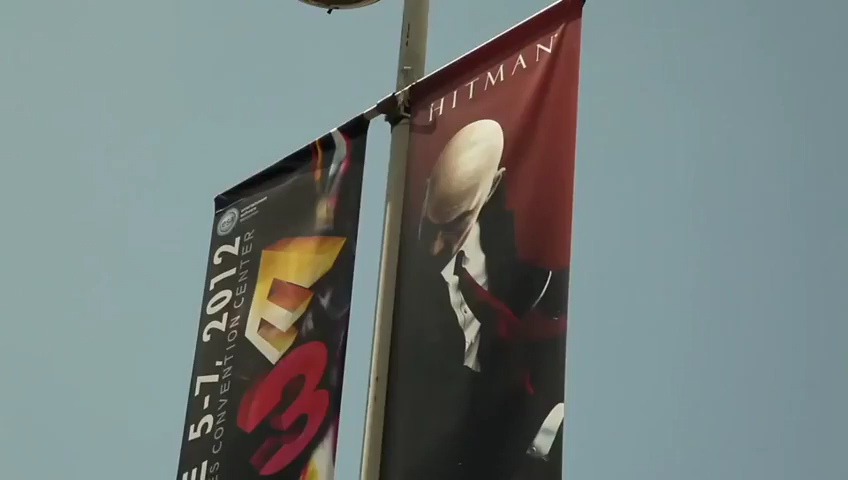 HITMAN
E 5-7, 2012
ES CONVENTION CENTER
E3